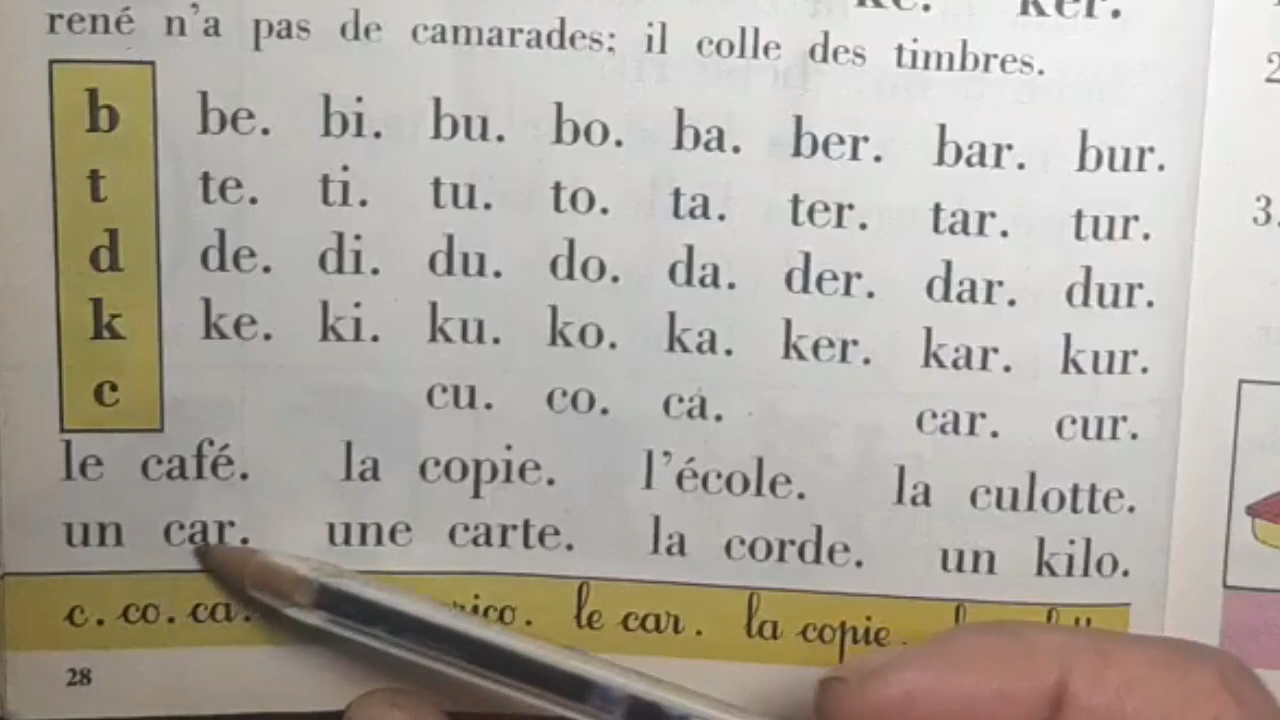 ker.
rené n'a pas de camarades; il colle des timbres.
b be. bi. bu. bo. ba. ber. bar. bur.
t te. ti. tu. to. ta. ter. tar. tur.
d de. di. du. do. da. der. dar. dur.
k ke. ki. ku. ko. ka. ker. kar. kur.
c cu. co. ca. car. cur.
le café. la copie. l'école. la culotte.
un car. une carte. la corde. un kilo.
c. co. ca. le car. la copie.
28
2
3.